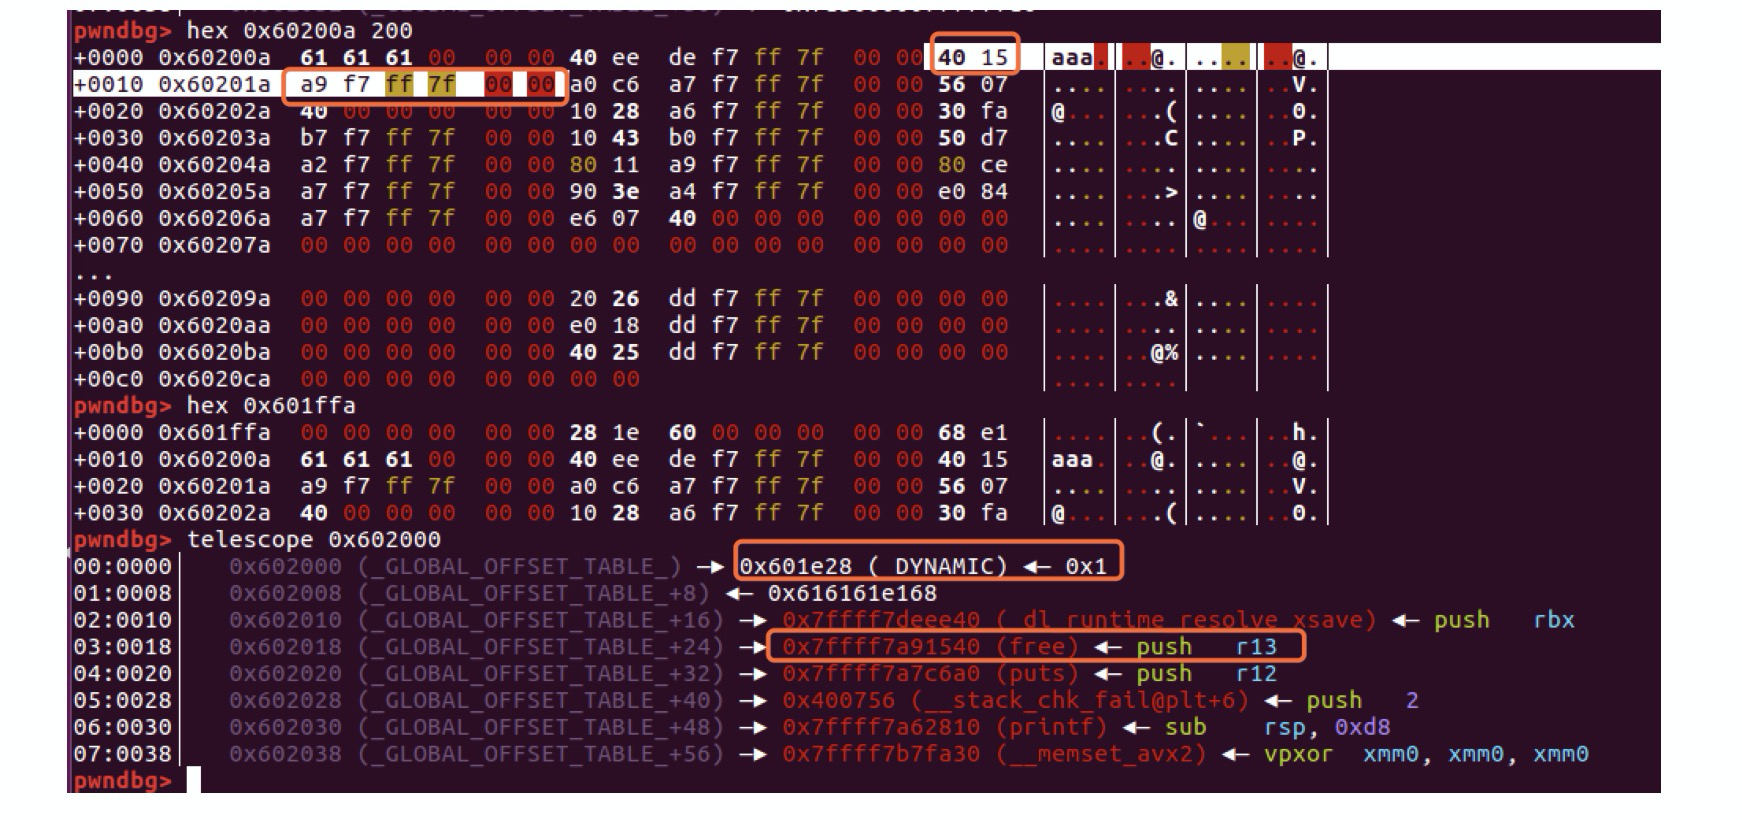 pwndbg> hex 0x60200a 200
+0000 0x60200a 61 61 61 00 00 00 40 ee de f7 ff 7f 00 00 40 15 |aaa.|..@.|....|..@.|
+0010 0x60201a a9 f7 ff 7f 00 00 a0 c6 a7 f7 ff 7f 00 00 56 07 |....|....|....|..V.|
+0020 0x60202a 40 00 00 00 00 00 10 28 a6 f7 ff 7f 00 00 30 fa |@...|...(|....|..0.|
+0030 0x60203a b7 f7 ff 7f 00 00 10 43 b0 f7 ff 7f 00 00 50 d7 |....|...C|....|..P.|
+0040 0x60204a a2 f7 ff 7f 00 00 80 11 a9 f7 ff 7f 00 00 80 ce |....|....|....|....|
+0050 0x60205a a7 f7 ff 7f 00 00 90 3e a4 f7 ff 7f 00 00 e0 84 |....|...>|....|....|
+0060 0x60206a a7 f7 ff 7f 00 00 e6 07 40 00 00 00 00 00 00 00 |....|....|@...|....|
+0070 0x60207a 00 00 00 00 00 00 00 00 00 00 00 00 00 00 00 00 |....|....|....|....|
...
+0090 0x60209a 00 00 00 00 00 00 20 26 dd f7 ff 7f 00 00 00 00 |....|...&|....|....|
+00a0 0x6020aa 00 00 00 00 00 00 e0 18 dd f7 ff 7f 00 00 00 00 |....|....|....|....|
+00b0 0x6020ba 00 00 00 00 00 00 40 25 dd f7 ff 7f 00 00 00 00 |....|..@%|....|....|
+00c0 0x6020ca 00 00 00 00 00 00 00 00 |....|....| | |
pwndbg> hex 0x601ffa
+0000 0x601ffa 00 00 00 00 00 00 28 1e 60 00 00 00 00 00 68 e1 |....|..(.|`...|..h.|
+0010 0x60200a 61 61 61 00 00 00 40 ee de f7 ff 7f 00 00 40 15 |aaa.|..@.|....|..@.|
+0020 0x60201a a9 f7 ff 7f 00 00 a0 c6 a7 f7 ff 7f 00 00 56 07 |....|....|....|..V.|
+0030 0x60202a 40 00 00 00 00 00 10 28 a6 f7 ff 7f 00 00 30 fa |@...|...(|....|..0.|
pwndbg> telescope 0x602000
00:0000│ 0x602000 (_GLOBAL_OFFSET_TABLE_) —▸ 0x601e28 (_DYNAMIC) ◂— 0x1
01:0008│ 0x602008 (_GLOBAL_OFFSET_TABLE_+8) ◂— 0x616161e168
02:0010│ 0x602010 (_GLOBAL_OFFSET_TABLE_+16) —▸ 0x7ffff7deee40 (_dl_runtime_resolve_xsave) ◂— push rbx
03:0018│ 0x602018 (_GLOBAL_OFFSET_TABLE_+24) —▸ 0x7ffff7a91540 (free) ◂— push r13
04:0020│ 0x602020 (_GLOBAL_OFFSET_TABLE_+32) —▸ 0x7ffff7a7c6a0 (puts) ◂— push r12
05:0028│ 0x602028 (_GLOBAL_OFFSET_TABLE_+40) —▸ 0x400756 (__stack_chk_fail@plt+6) ◂— push 2
06:0030│ 0x602030 (_GLOBAL_OFFSET_TABLE_+48) —▸ 0x7ffff7a62810 (printf) ◂— sub rsp, 0xd8
07:0038│ 0x602038 (_GLOBAL_OFFSET_TABLE_+56) —▸ 0x7ffff7b7fa30 (__memset_avx2) ◂— vpxor xmm0, xmm0, xmm0
pwndbg>